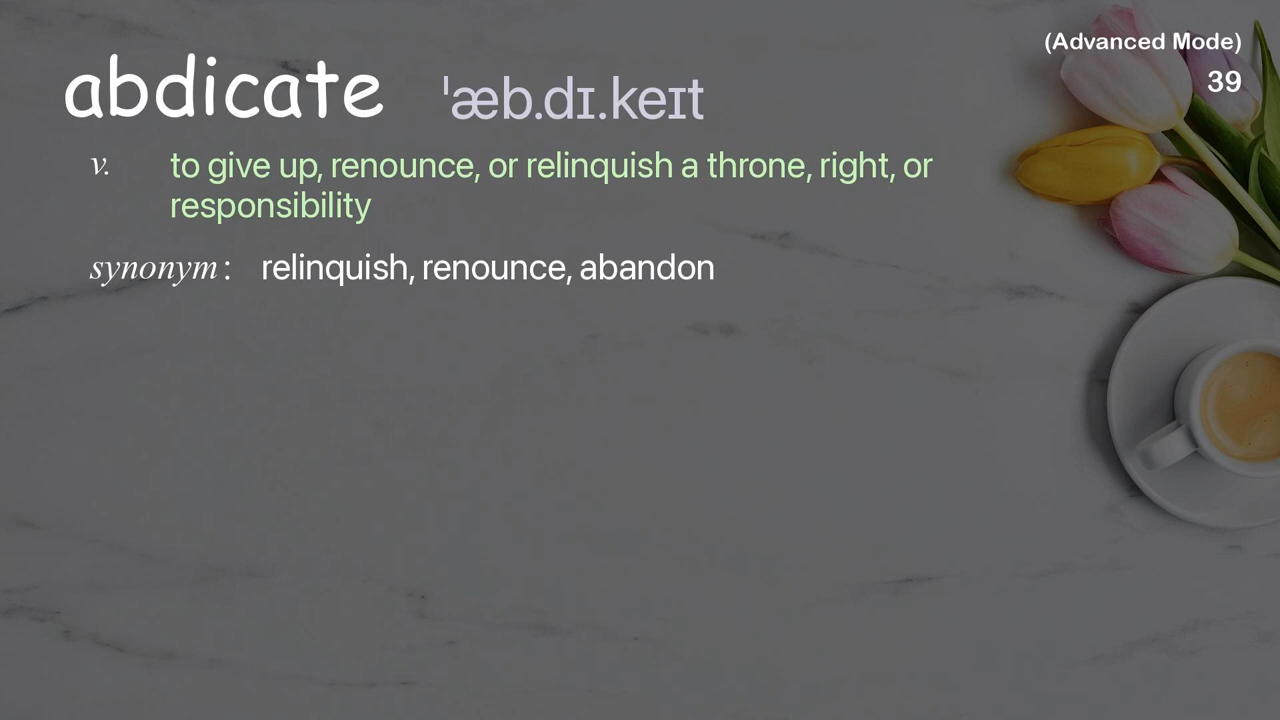 (Advanced Mode)
39
abdicate ˈæb.dɪ.keɪt
v. to give up, renounce, or relinquish a throne, right, or
responsibility
synonym: relinquish, renounce, abandon